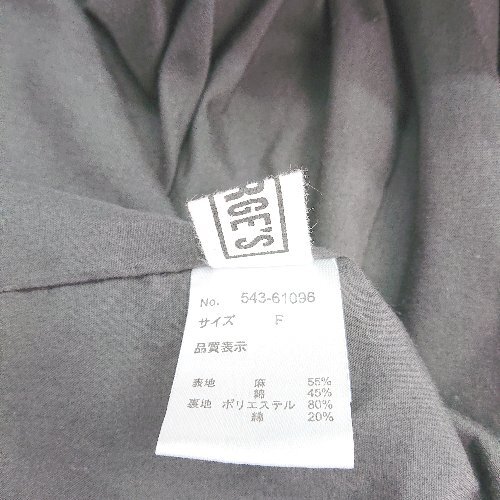 RGE'S
No. 543-61096
サイズ F
品質表示
表地 麻 55%
綿 45%
裏地 ポリエステル 80%
綿 20%